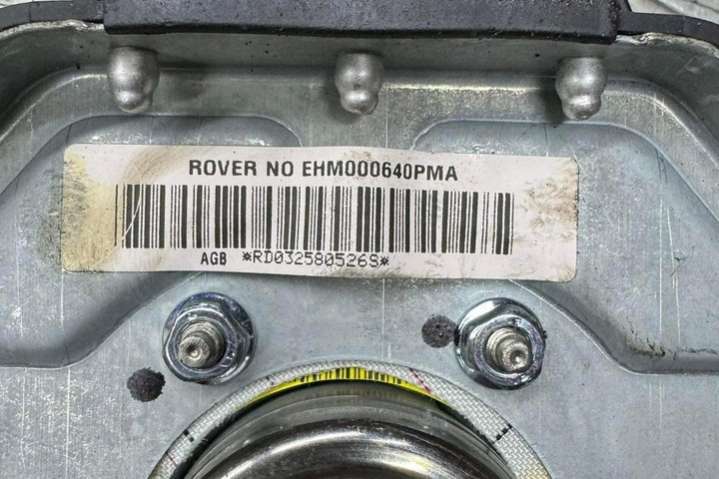 ROVER NO EHM000640PMA
AGB *RD032580526S*